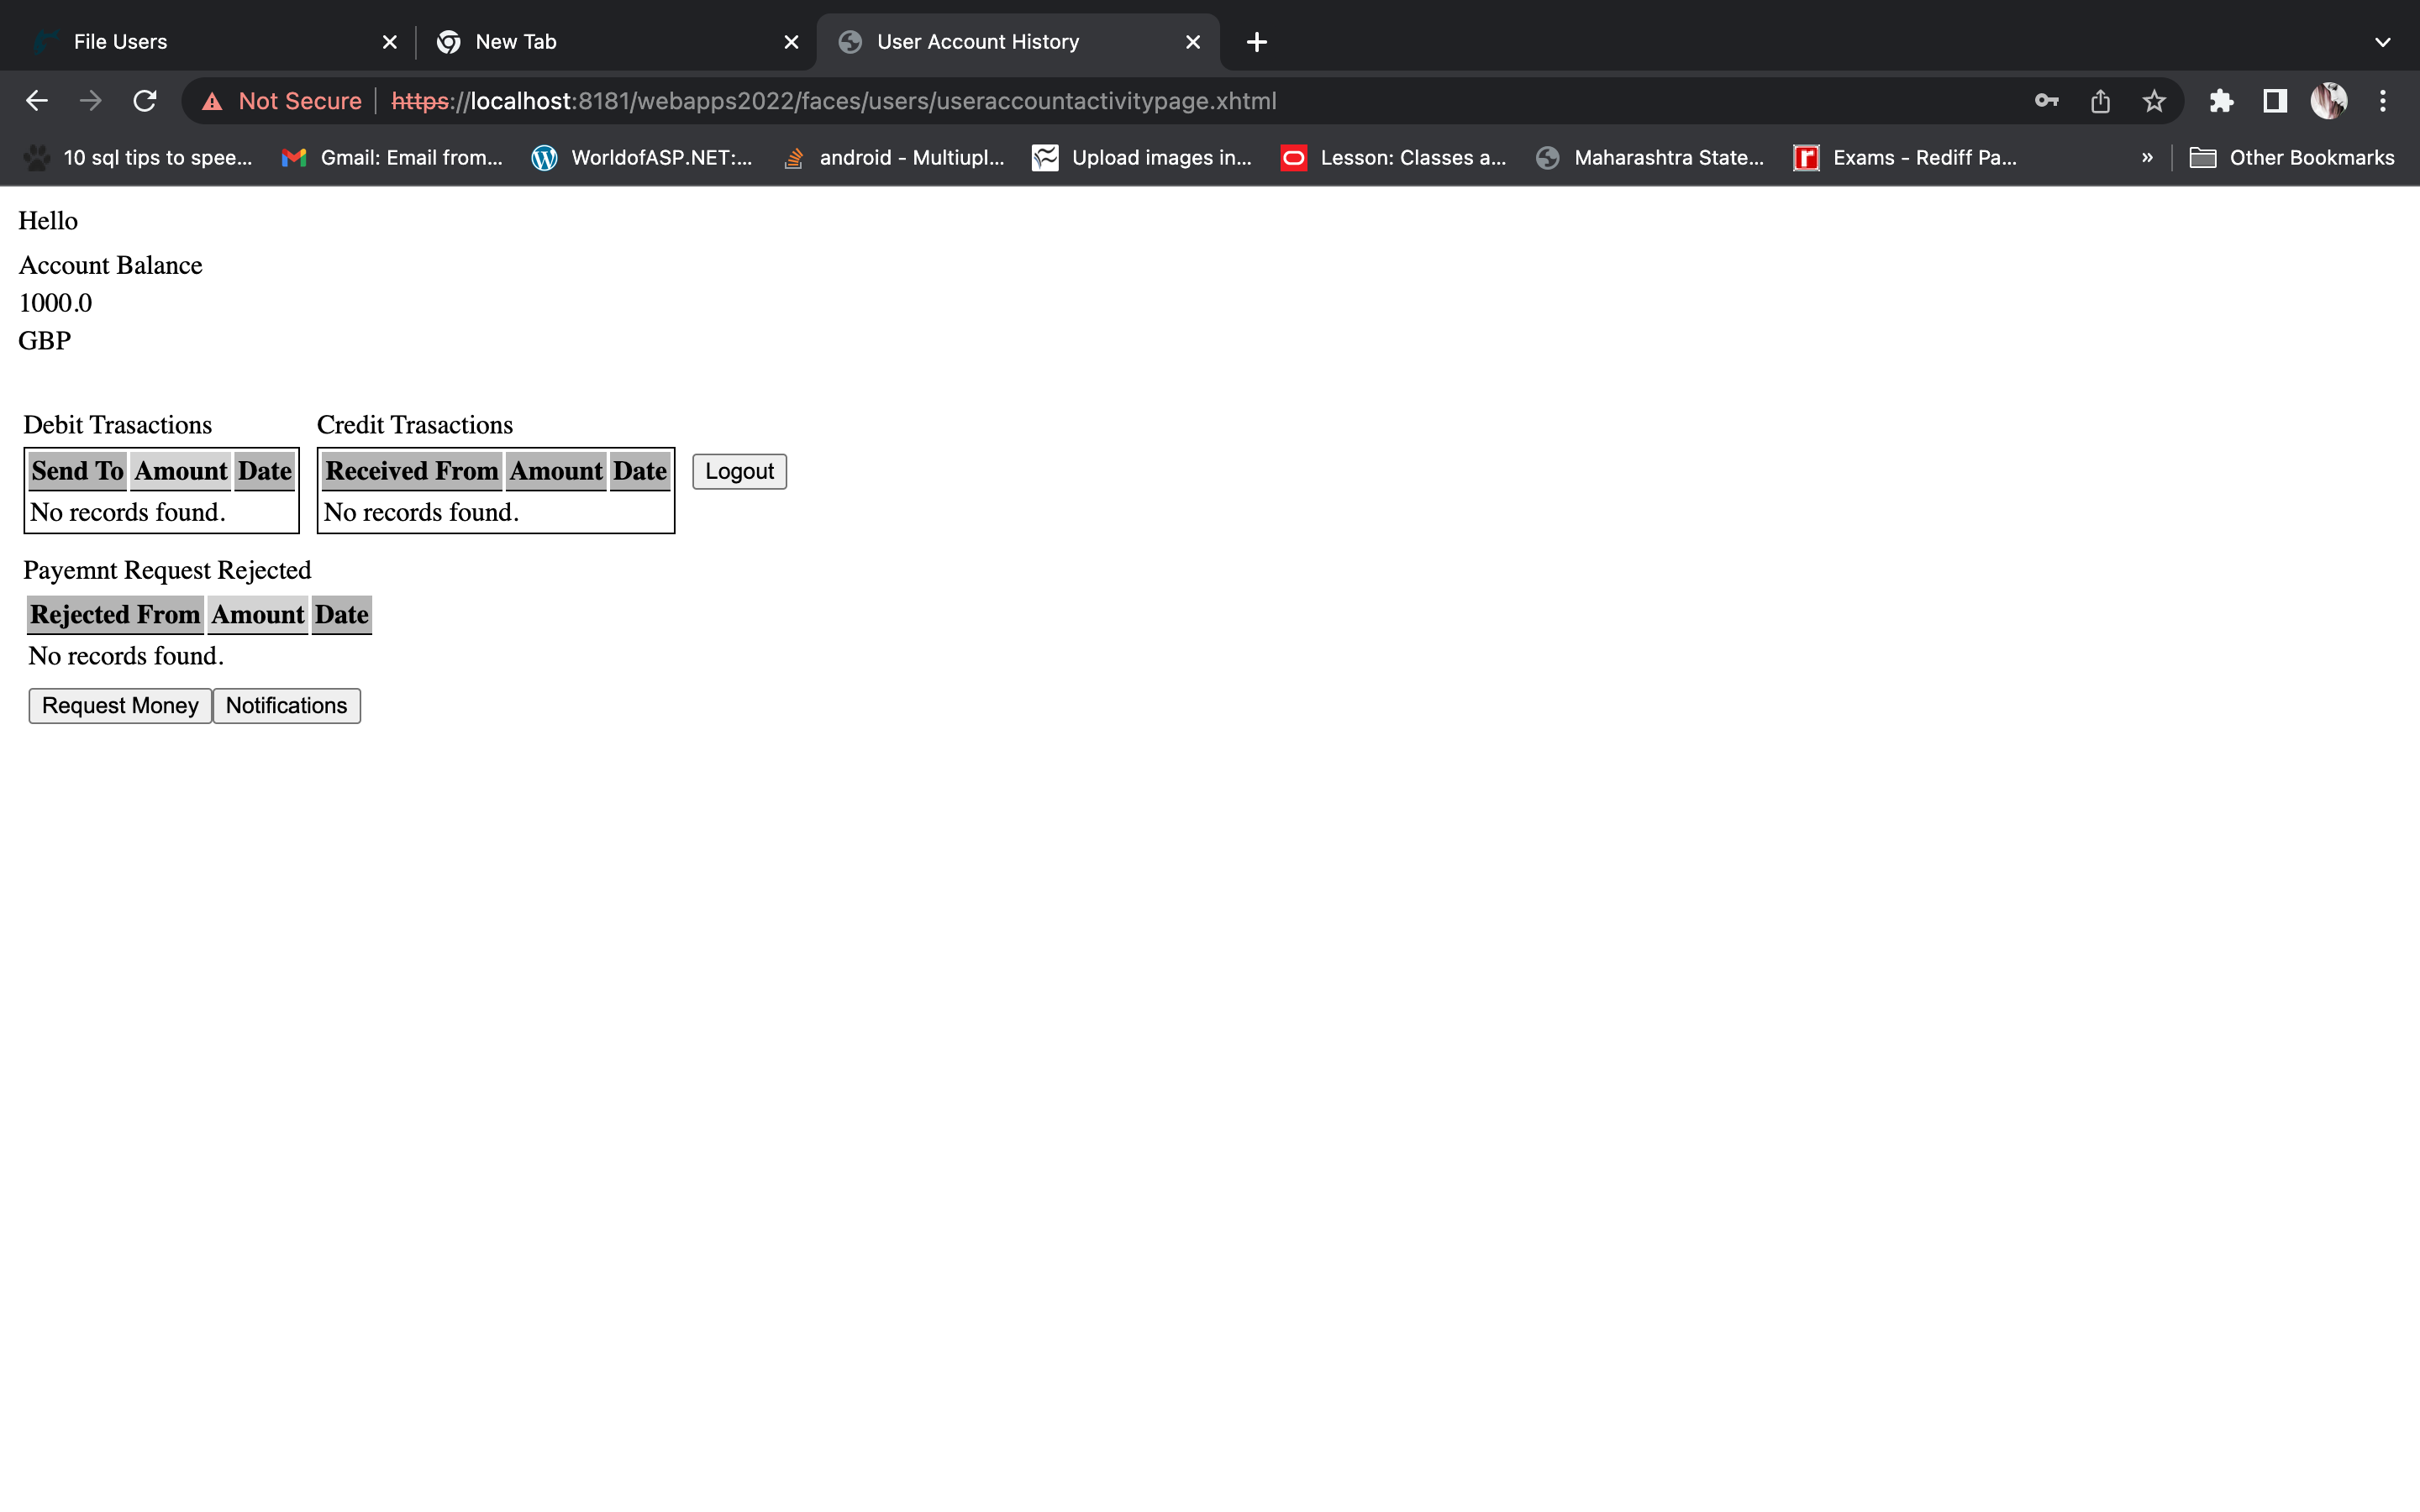 File Users
New Tab
User Account History
Not Secure https://localhost:8181/webapps2022/faces/users/useraccountactivitypage.xhtml
10 sql tips to spee... Gmail: Email from... WorldofASP.NET:... android - Multiupl... Upload images in... Lesson: Classes a... Maharashtra State... Exams - Rediff Pa... » Other Bookmarks
Hello
Account Balance
1000.0
GBP
Debit Trasactions Credit Trasactions
Send To Amount Date Received From Amount Date Logout
No records found. No records found.
Payemnt Request Rejected
Rejected From Amount Date
No records found.
Request Money Notifications